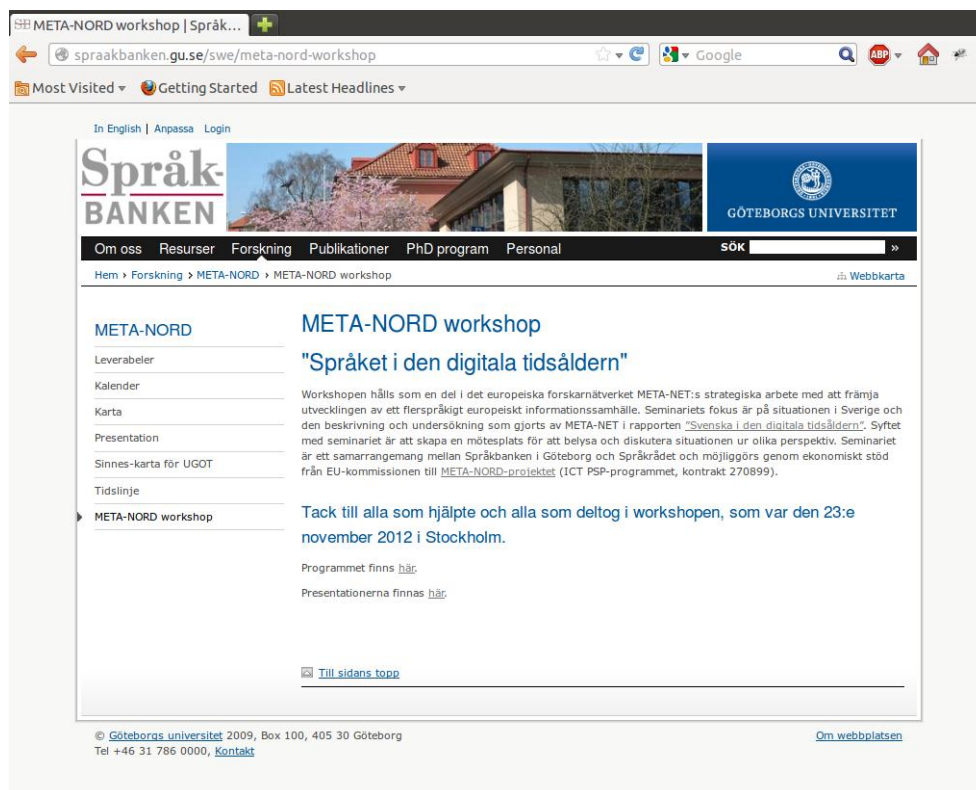 META-NORD workshop | Språk...
spraakbanken.gu.se/swe/meta-nord-workshop
Google
ABP
Most Visited
Getting Started
Latest Headlines
In English | Anpassa Login
Språk-
BANKEN
GÖTEBORGS UNIVERSITET
Om oss Resurser Forskning Publikationer PhD program Personal
SÖK
»
Hem › Forskning › META-NORD › META-NORD workshop
Webbkarta
META-NORD
Leverabeler
Kalender
Karta
Presentation
Sinnes-karta för UGOT
Tidslinje
META-NORD workshop
META-NORD workshop
"Språket i den digitala tidsåldern"
Workshopen hålls som en del i det europeiska forskarnätverket META-NET:s strategiska arbete med att främja
utvecklingen av ett flerspråkigt europeiskt informationssamhälle. Seminariets fokus är på situationen i Sverige och
den beskrivning och undersökning som gjorts av META-NET i rapporten "Svenska i den digitala tidsåldern". Syftet
med seminariet är att skapa en mötesplats för att belysa och diskutera situationen ur olika perspektiv. Seminariet
är ett samarrangemang mellan Språkbanken i Göteborg och Språkrådet och möjliggörs genom ekonomiskt stöd
från EU-kommissionen till META-NORD-projektet (ICT PSP-programmet, kontrakt 270899).
Tack till alla som hjälpte och alla som deltog i workshopen, som var den 23:e
november 2012 i Stockholm.
Programmet finns här.
Presentationerna finnas här.
Till sidans topp
© Göteborgs universitet 2009, Box 100, 405 30 Göteborg
Tel +46 31 786 0000, Kontakt
Om webbplatsen